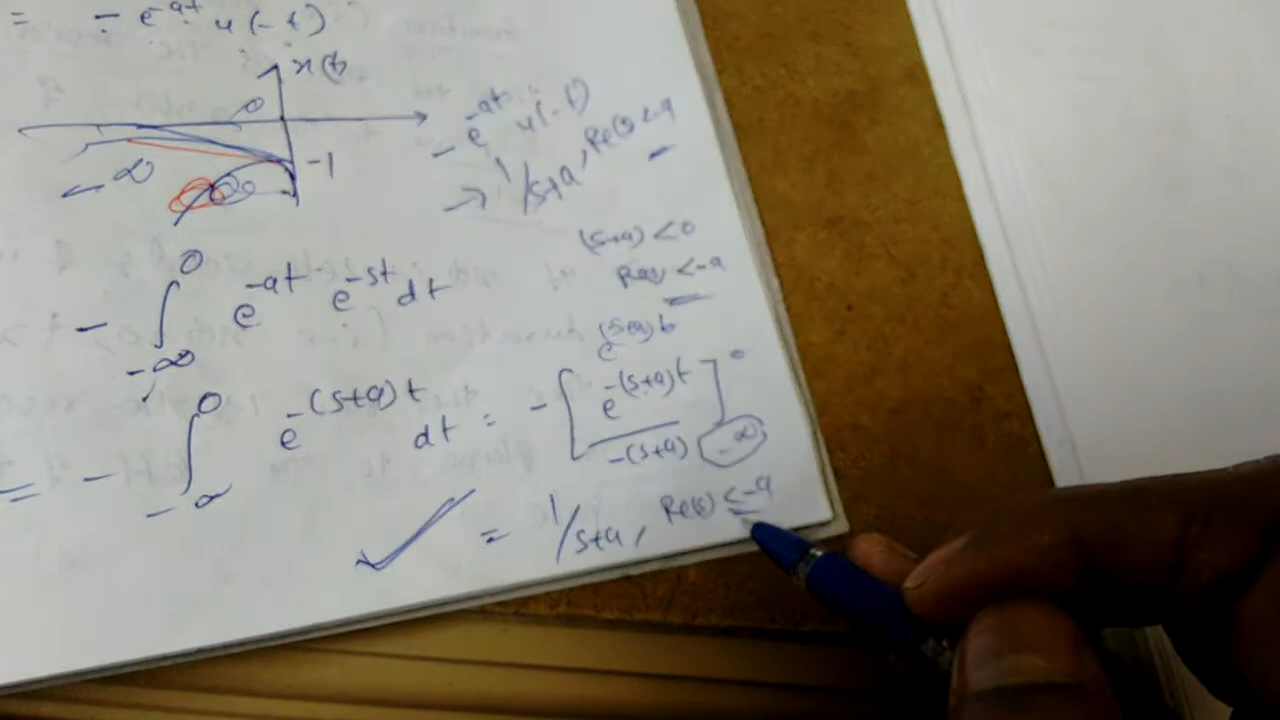 = - e^-at u(-t)
x(t)
0
-∞
-1
- e^-at u(-t)
→ 1/s+a, Re(s) <-a
(s+a) <0
Re(s) <-a
- ∫_-∞^0 e^-at e^-st dt
= - ∫_-∞^0 e^-(s+a)t dt = - [e^-(s+a)t / -(s+a)]_-∞^0
= 1/s+a, Re(s) <-a